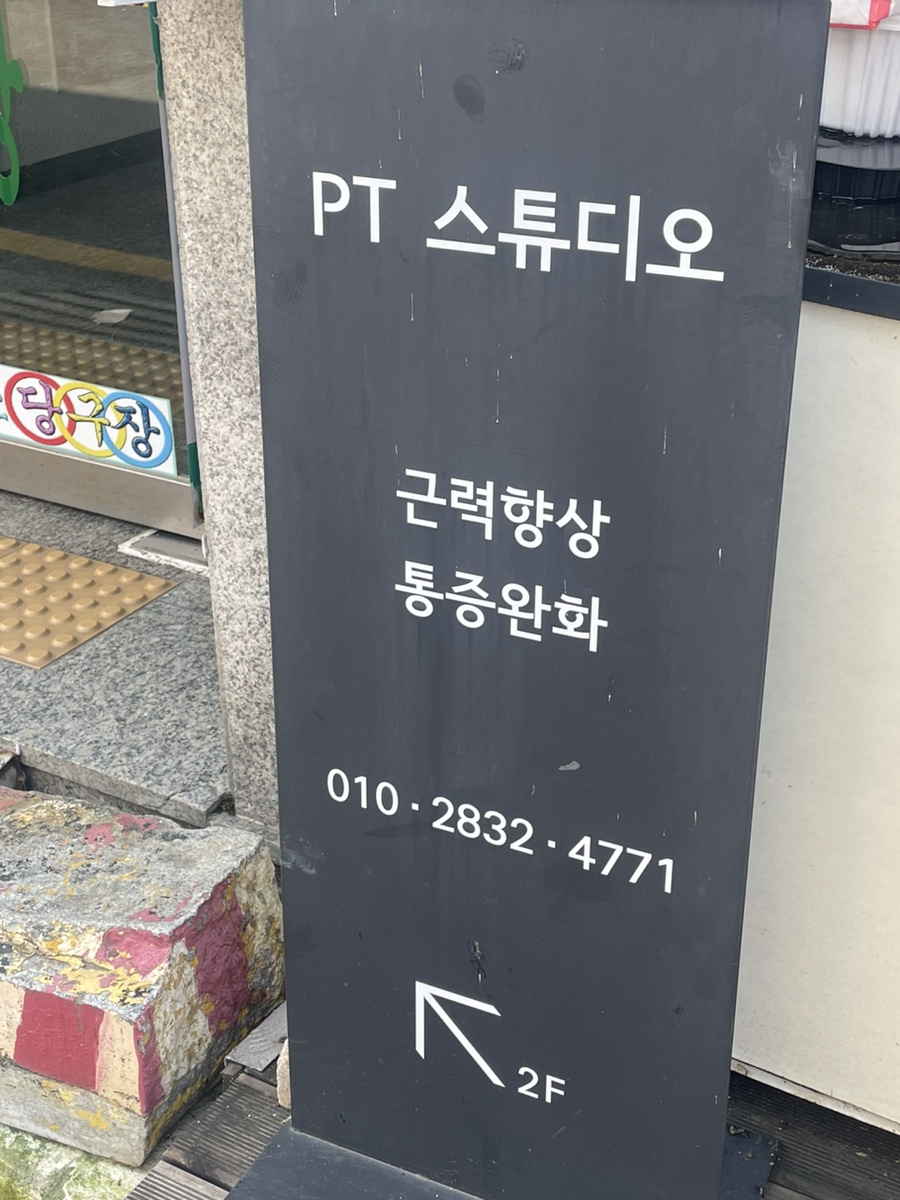 PT 스튜디오
당구장
근력향상
통증완화
010·2832·4771
2F